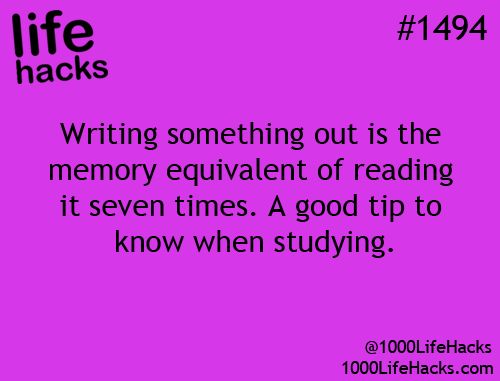 life
hacks
#1494
Writing something out is the
memory equivalent of reading
it seven times. A good tip to
know when studying.
@1000LifeHacks
1000LifeHacks.com